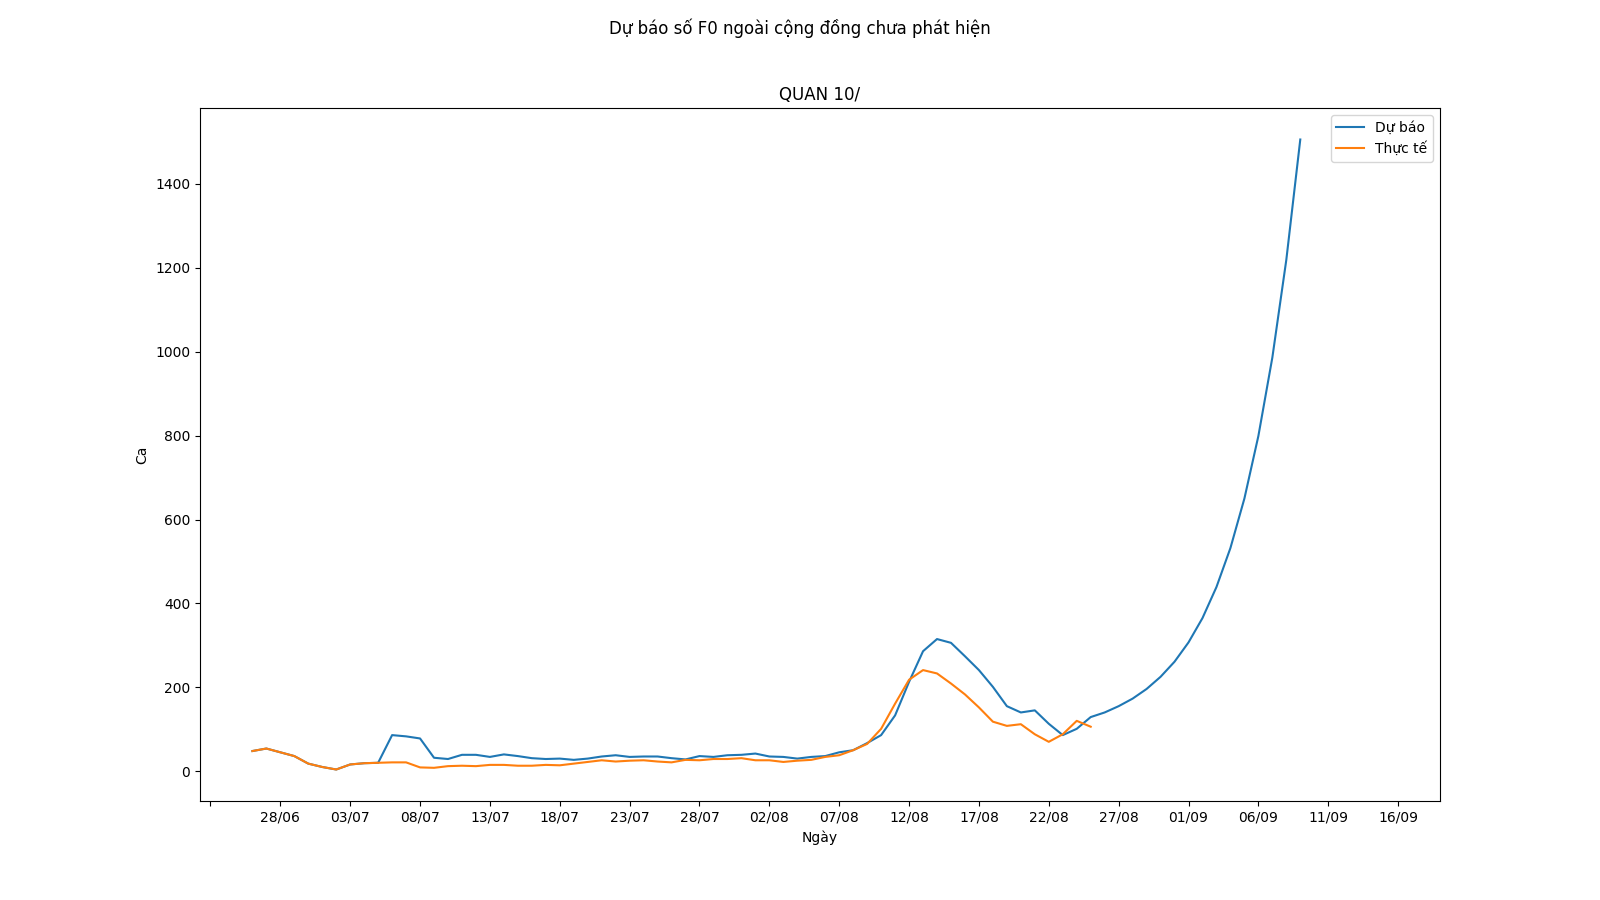 Dự báo số F0 ngoài cộng đồng chưa phát hiện
QUAN 10/
Dự báo
Thực tế
1400
1200
1000
800
600
400
200
0
Ca
28/06 03/07 08/07 13/07 18/07 23/07 28/07 02/08 07/08 12/08 17/08 22/08 27/08 01/09 06/09 11/09 16/09
Ngày